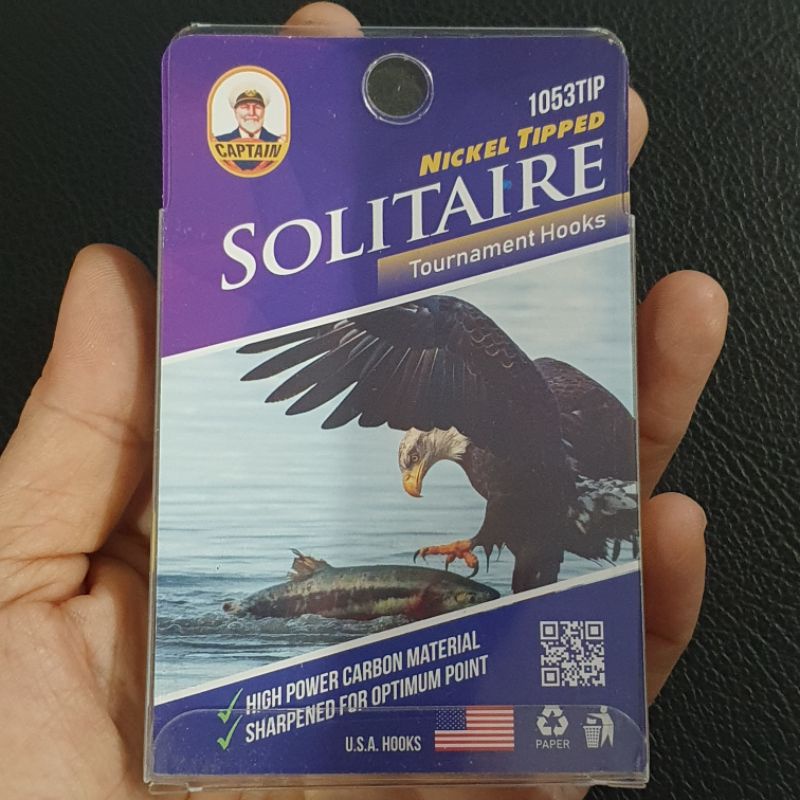 CAPTAIN
1053TIP
NICKEL TIPPED
SOLITAIRE
Tournament Hooks
HIGH POWER CARBON MATERIAL
SHARPENED FOR OPTIMUM POINT
U.S.A. HOOKS
PAPER